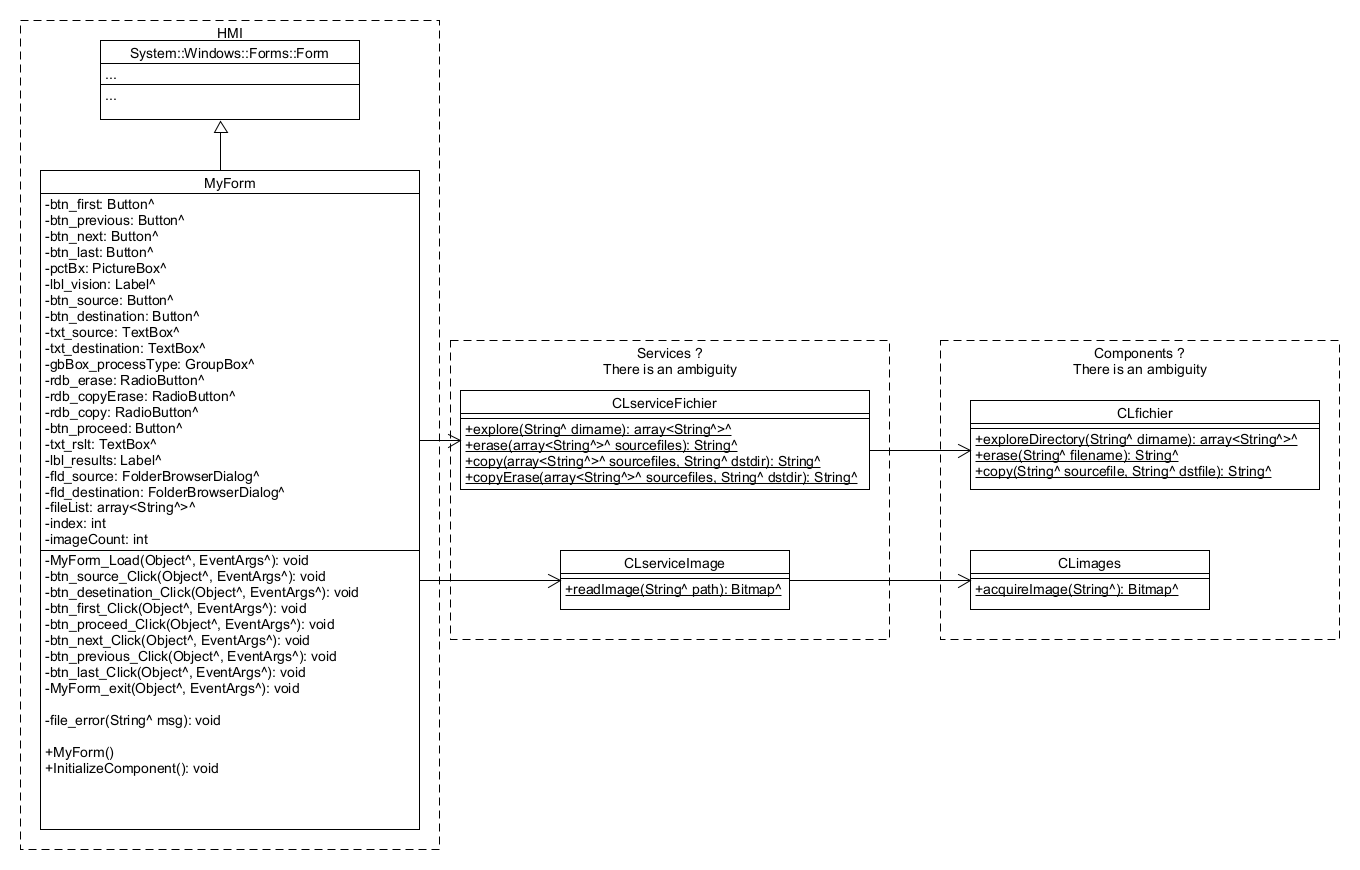 HMI
System::Windows::Forms::Form
...
...
MyForm
-btn_first: Button^
-btn_previous: Button^
-btn_next: Button^
-btn_last: Button^
-pctBx: PictureBox^
-lbl_vision: Label^
-btn_source: Button^
-btn_destination: Button^
-txt_source: TextBox^
-txt_destination: TextBox^
-gbBox_processType: GroupBox^
-rdb_erase: RadioButton^
-rdb_copyErase: RadioButton^
-rdb_copy: RadioButton^
-btn_proceed: Button^
-txt_rslt: TextBox^
-lbl_results: Label^
-fld_source: FolderBrowserDialog^
-fld_destination: FolderBrowserDialog^
-fileList: array<String^>^
-index: int
-imageCount: int
-MyForm_Load(Object^, EventArgs^): void
-btn_source_Click(Object^, EventArgs^): void
-btn_desetination_Click(Object^, EventArgs^): void
-btn_first_Click(Object^, EventArgs^): void
-btn_proceed_Click(Object^, EventArgs^): void
-btn_next_Click(Object^, EventArgs^): void
-btn_previous_Click(Object^, EventArgs^): void
-btn_last_Click(Object^, EventArgs^): void
-MyForm_exit(Object^, EventArgs^): void
-file_error(String^ msg): void
+MyForm()
+InitializeComponent(): void
Services ?
There is an ambiguity
CLserviceFichier
+explore(String^ dirname): array<String^>^
+erase(array<String^>^ sourcefiles): String^
+copy(array<String^>^ sourcefiles, String^ dstdir): String^
+copyErase(array<String^>^ sourcefiles, String^ dstdir): String^
CLserviceImage
+readImage(String^ path): Bitmap^
Components ?
There is an ambiguity
CLfichier
+exploreDirectory(String^ dirname): array<String^>^
+erase(String^ filename): String^
+copy(String^ sourcefile, String^ dstfile): String^
CLimages
+acquireImage(String^): Bitmap^